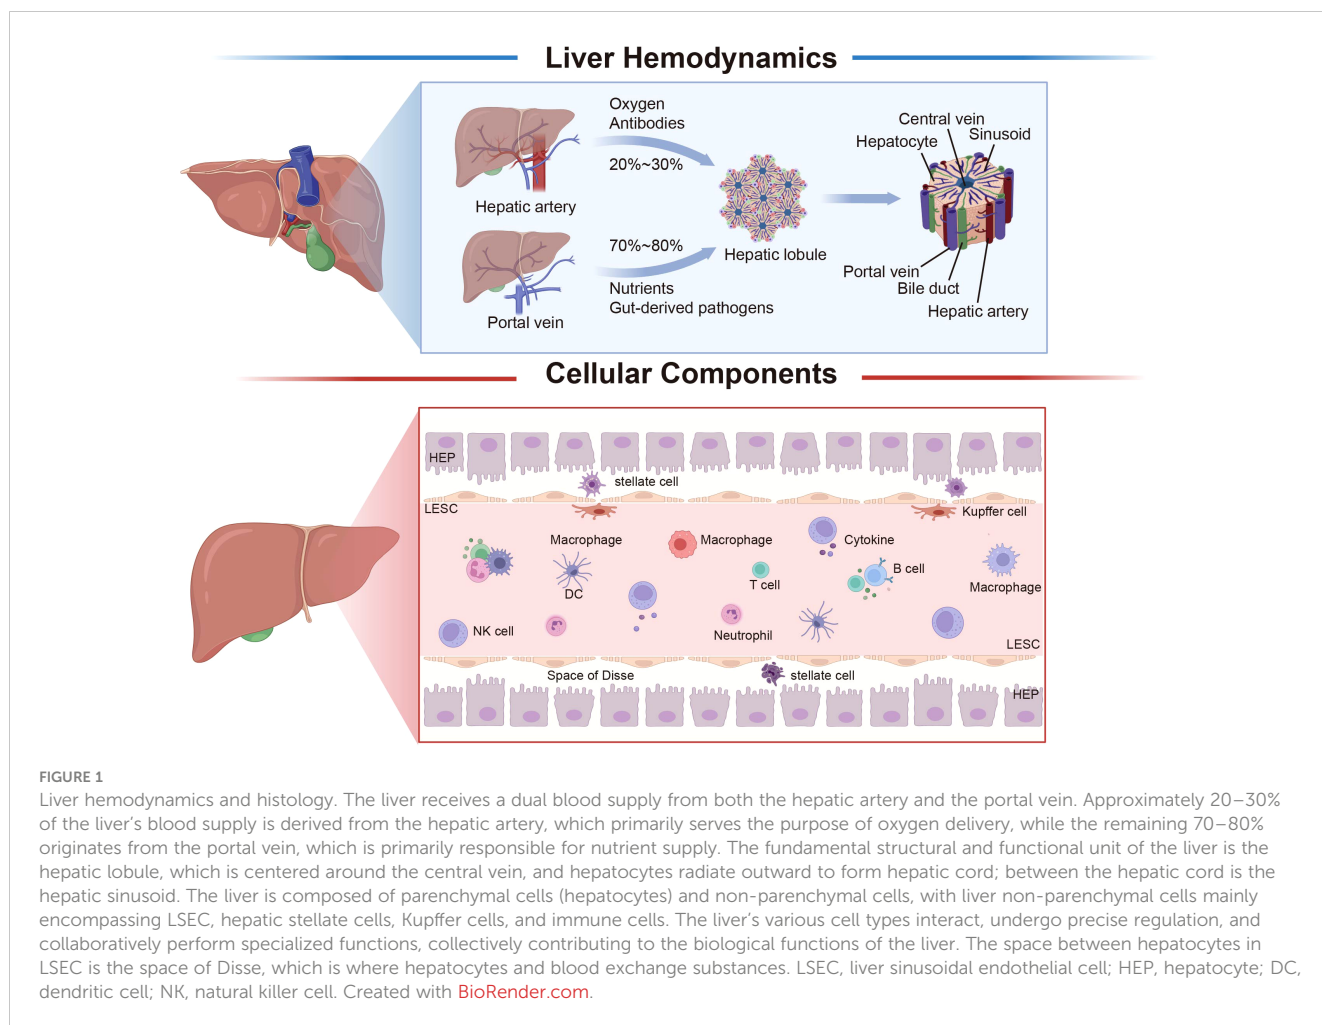 Liver Hemodynamics
Oxygen
Antibodies
20%~30%
Hepatic artery
70%~80%
Nutrients
Gut-derived pathogens
Portal vein
Hepatic lobule
Central vein
Sinusoid
Hepatocyte
Portal vein
Bile duct
Hepatic artery
Cellular Components
HEP
stellate cell
LESC
Kupffer cell
Macrophage
Macrophage
Cytokine
DC
T cell
B cell
Macrophage
NK cell
Neutrophil
LESC
Space of Disse
stellate cell
HEP
FIGURE 1
Liver hemodynamics and histology. The liver receives a dual blood supply from both the hepatic artery and the portal vein. Approximately 20–30%
of the liver's blood supply is derived from the hepatic artery, which primarily serves the purpose of oxygen delivery, while the remaining 70–80%
originates from the portal vein, which is primarily responsible for nutrient supply. The fundamental structural and functional unit of the liver is the
hepatic lobule, which is centered around the central vein, and hepatocytes radiate outward to form hepatic cord; between the hepatic cord is the
hepatic sinusoid. The liver is composed of parenchymal cells (hepatocytes) and non-parenchymal cells, with liver non-parenchymal cells mainly
encompassing LSEC, hepatic stellate cells, Kupffer cells, and immune cells. The liver's various cell types interact, undergo precise regulation, and
collaboratively perform specialized functions, collectively contributing to the biological functions of the liver. The space between hepatocytes in
LSEC is the space of Disse, which is where hepatocytes and blood exchange substances. LSEC, liver sinusoidal endothelial cell; HEP, hepatocyte; DC,
dendritic cell; NK, natural killer cell. Created with BioRender.com.